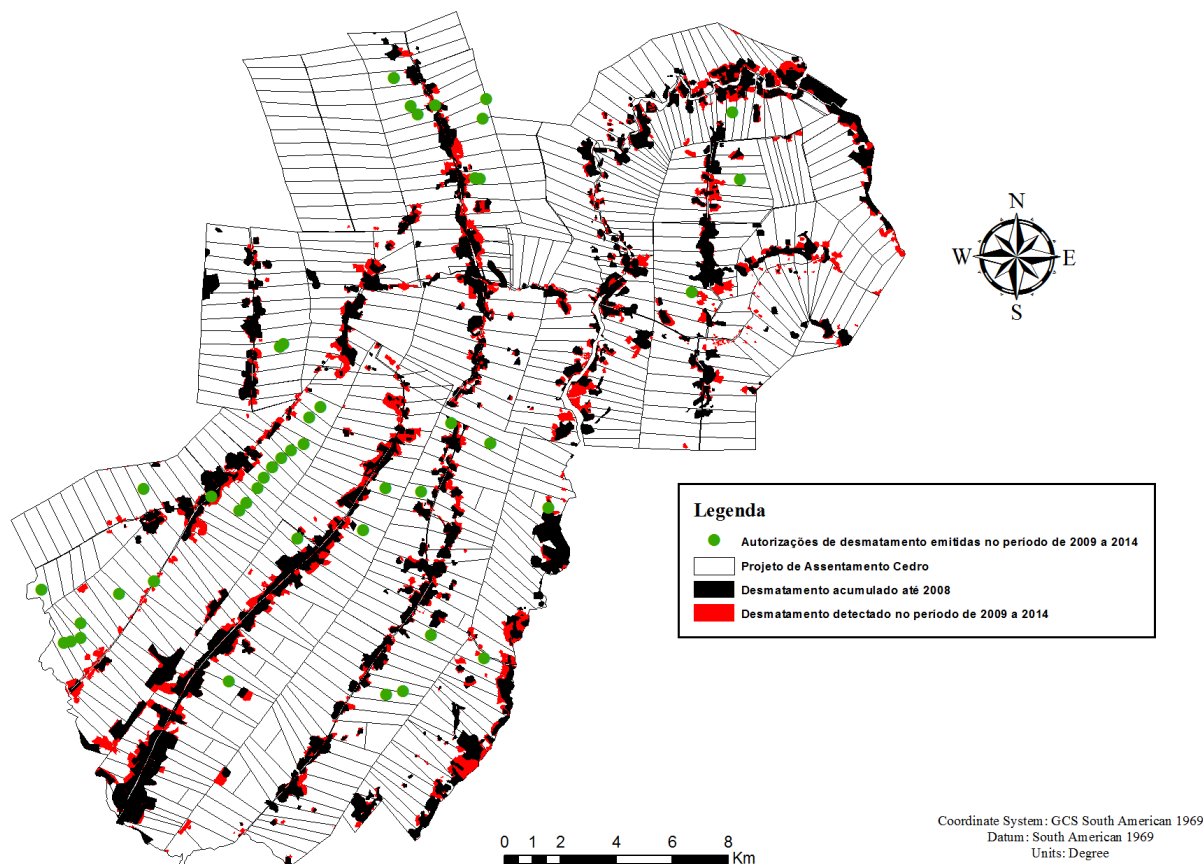 N
W
E
S
Legenda
Autorizações de desmatamento emitidas no período de 2009 a 2014
Projeto de Assentamento Cedro
Desmatamento acumulado até 2008
Desmatamento detectado no período de 2009 a 2014
0 1 2 4 6 8
Km
Coordinate System: GCS South American 1969
Datum: South American 1969
Units: Degree